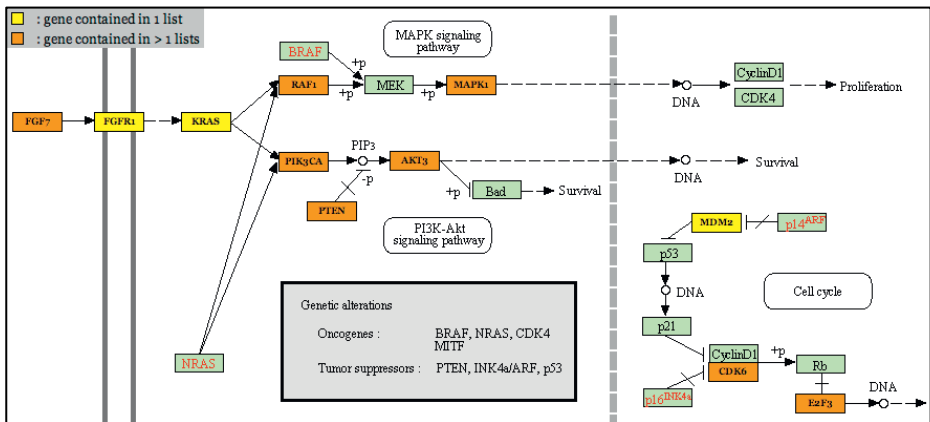 : gene contained in 1 list
: gene contained in > 1 lists
MAPK signaling
pathway
BRAF
+p
RAF1
+p
MEK
+p
MAPK1
DNA
CyclinD1
CDK4
Proliferation
FGF7
FGFR1
KRAS
PIK3CA
PIP3
-p
AKT3
DNA
Survival
+p
Bad
Survival
PTEN
PI3K-Akt
signaling pathway
MDM2
p14ARF
p53
DNA
Cell cycle
p21
Genetic alterations
Oncogenes : BRAF, NRAS, CDK4
MITF
Tumor suppressors : PTEN, INK4a/ARF, p53
NRAS
CyclinD1
CDK6
+p
Rb
p16INK4a
E2F3
DNA